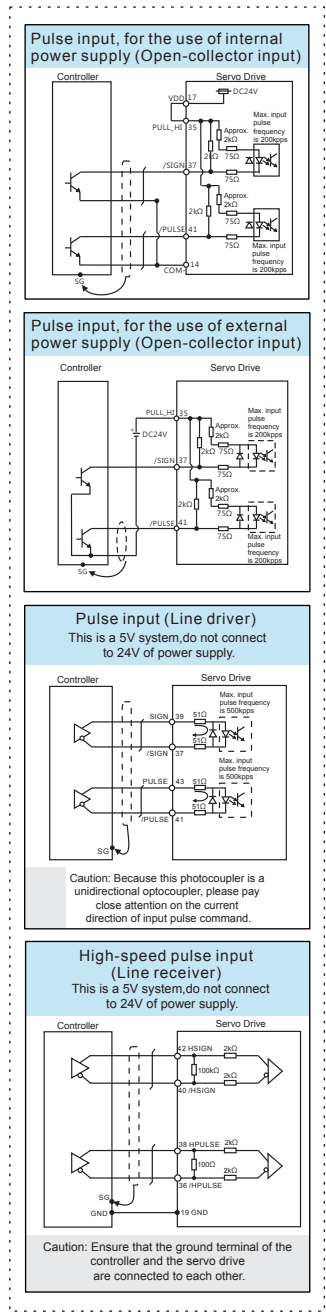 Pulse input, for the use of internal
power supply (Open-collector input)
Controller
Servo Drive
VDD 17
DC24V
PULL_HI 35
Approx.
2kΩ
Max. input
pulse
frequency
is 200kpps
/SIGN 37
2kΩ
75Ω
75Ω
Approx.
2kΩ
2kΩ
75Ω
/PULSE 41
75Ω
Max. input
pulse
frequency
is 200kpps
14
COM-
SG
Pulse input, for the use of external
power supply (Open-collector input)
Controller
Servo Drive
PULL_HI 35
DC24V
Approx.
2kΩ
Max. input
pulse
frequency
is 200kpps
2kΩ 75Ω
/SIGN 37
75Ω
Approx.
2kΩ
2kΩ
75Ω
/PULSE 41
75Ω
Max. input
pulse
frequency
is 200kpps
SG
Pulse input (Line driver)
This is a 5V system,do not connect
to 24V of power supply.
Controller
Servo Drive
Max. input
pulse frequency
is 500kpps
SIGN 39 51Ω
51Ω
/SIGN 37
Max. input
pulse frequency
is 500kpps
PULSE 43 51Ω
51Ω
/PULSE 41
SG
Caution: Because this photocoupler is a
unidirectional optocoupler, please pay
close attention on the current
direction of input pulse command.
High-speed pulse input
(Line receiver)
This is a 5V system,do not connect
to 24V of power supply.
Controller
Servo Drive
42 HSIGN 2kΩ
100kΩ
2kΩ
40 /HSIGN
38 HPULSE 2kΩ
100Ω
2kΩ
36 /HPULSE
SG
GND
19 GND
Caution: Ensure that the ground terminal of the
controller and the servo drive
are connected to each other.